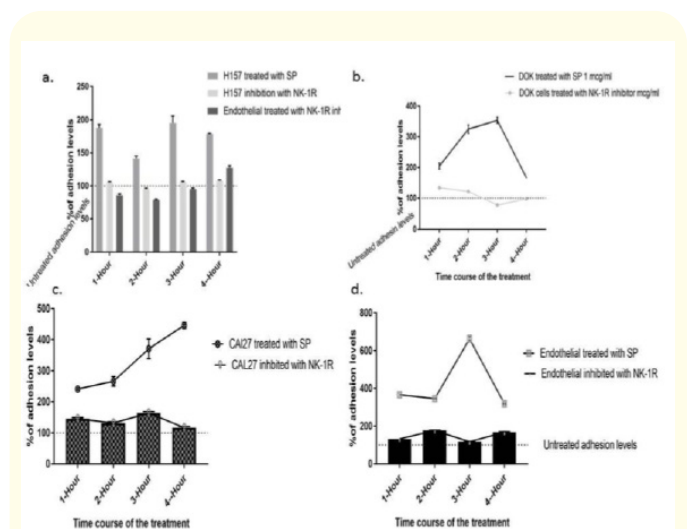 a.
H157 treated with SP
H157 inhibition with NK-1R
Endothelial treated with NK-1R inh
250
200
150
100
50
0
%of adhesion levels
Untreated adhesion levels
1-Hour
2-Hour
3-Hour
4--Hour
b.
DOK treated with SP 1 mcg/ml
DOK cells treated with NK-1R inhibitor mcg/ml
400
300
200
100
0
%of adhesion levels
Untreated adhesin levels
1-Hour
2-Hour
3-Hour
4--Hour
Time course of the treatment
c.
500
400
300
200
100
0
%of adhesion levels
CAl27 treated with SP
CAL27 inhbited with NK-1R
1-Hour
2-Hour
3-Hour
4--Hour
Time course of the treatment
d.
800
600
400
200
0
%of adhesion levels
Endothelial treated with SP
Endothelial inhibited with NK-1R
Untreated adhesion levels
1-Hour
2-Hour
3-Hour
4--Hour
Time course of the treatment